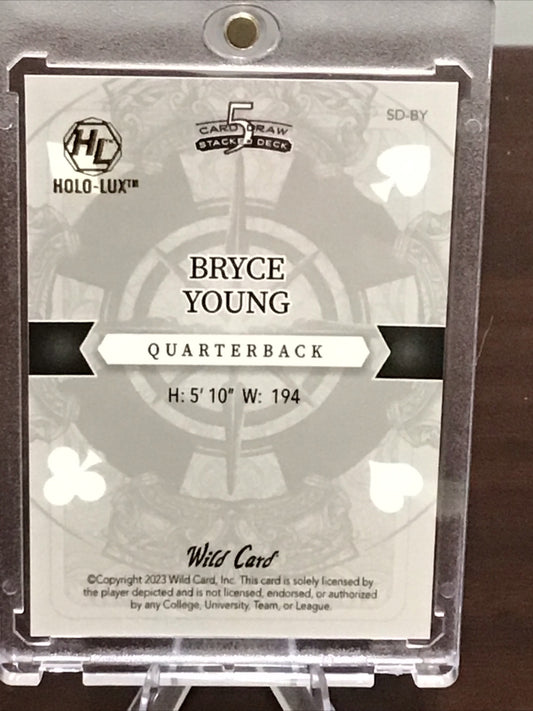 HL
HOLO-LUX™
5
CARD DRAW
STACKED DECK
SD-BY
BRYCE
YOUNG
QUARTERBACK
H: 5' 10" W: 194
Wild Card
©Copyright 2023 Wild Card, Inc. This card is solely licensed by
the player depicted and is not licensed, endorsed, or authorized
by any College, University, Team, or League.